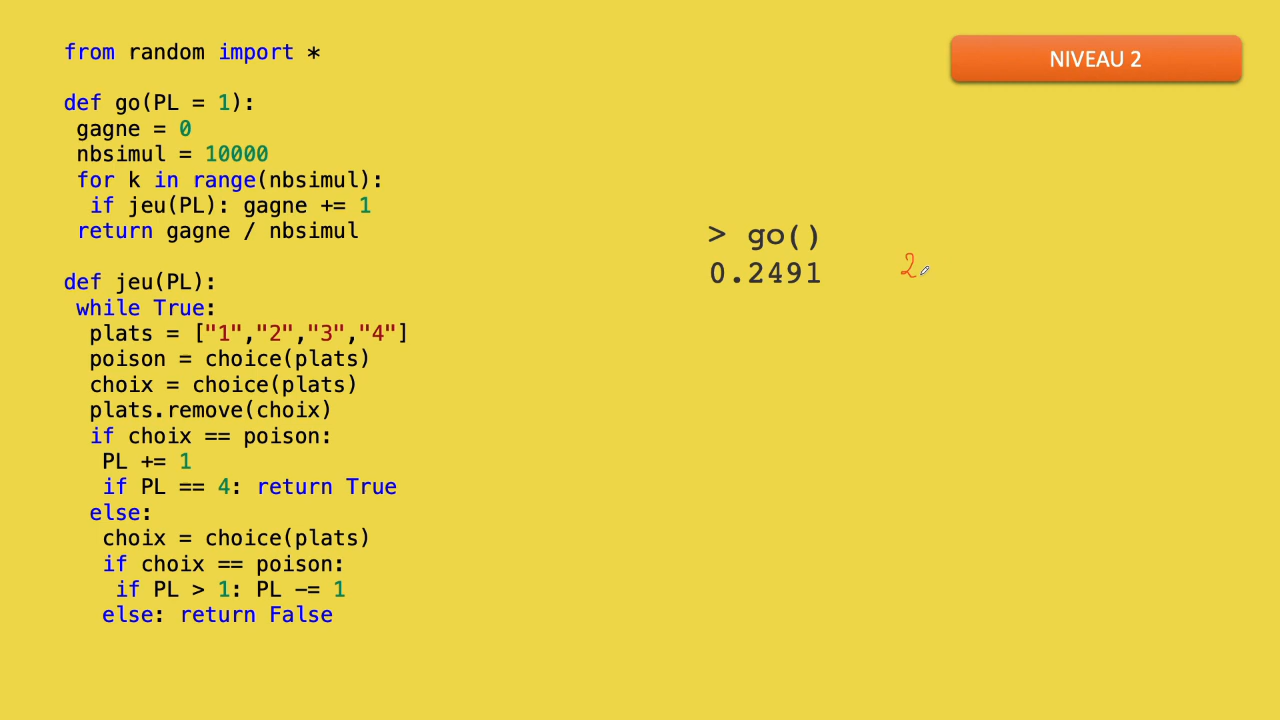 from random import *
def go(PL = 1):
gagne = 0
nbsimul = 10000
for k in range(nbsimul):
if jeu(PL): gagne += 1
return gagne / nbsimul
def jeu(PL):
while True:
plats = ["1","2","3","4"]
poison = choice(plats)
choix = choice(plats)
plats.remove(choix)
if choix == poison:
PL += 1
if PL == 4: return True
else:
choix = choice(plats)
if choix == poison:
if PL > 1: PL -= 1
else: return False
NIVEAU 2
> go()
0.2491
2